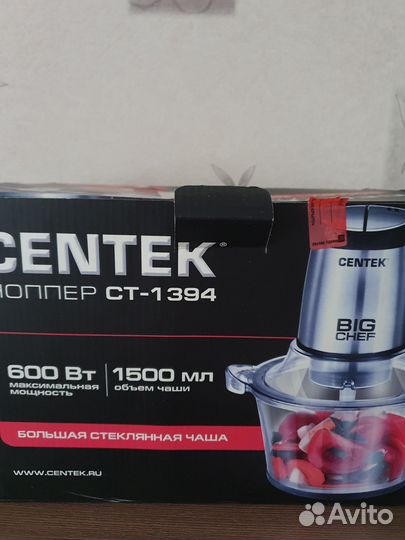 CENTEK®
ЧОППЕР CT-1394
600 Вт
максимальная
мощность
1500 мл
объем чаши
БОЛЬШАЯ СТЕКЛЯННАЯ ЧАША
WWW.CENTEK.RU
CENTEK
BIG
CHEF
Avito